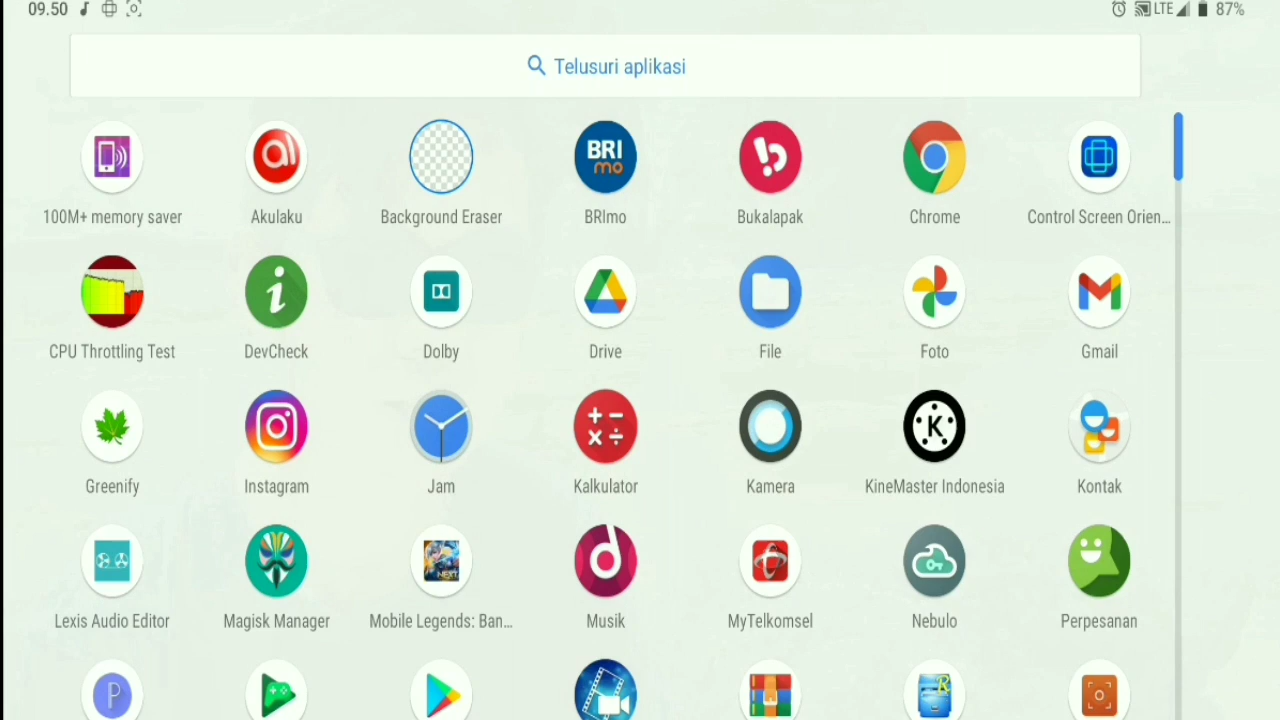 09.50 LTE 87%
Telusuri aplikasi
BRI
mo
100M+ memory saver Akulaku Background Eraser BRImo Bukalapak Chrome Control Screen Orien...
CPU Throttling Test DevCheck Dolby Drive File Foto Gmail
K
Greenify Instagram Jam Kalkulator Kamera KineMaster Indonesia Kontak
NEXT
Lexis Audio Editor Magisk Manager Mobile Legends: Ban... Musik MyTelkomsel Nebulo Perpesanan
P R